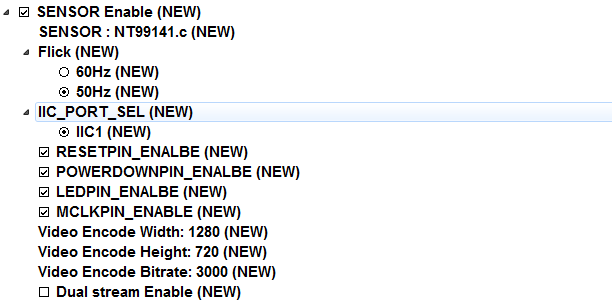 SENSOR Enable (NEW)
SENSOR : NT99141.c (NEW)
Flick (NEW)
60Hz (NEW)
50Hz (NEW)
IIC_PORT_SEL (NEW)
IIC1 (NEW)
RESETPIN_ENALBE (NEW)
POWERDOWNPIN_ENALBE (NEW)
LEDPIN_ENALBE (NEW)
MCLKPIN_ENABLE (NEW)
Video Encode Width: 1280 (NEW)
Video Encode Height: 720 (NEW)
Video Encode Bitrate: 3000 (NEW)
Dual stream Enable (NEW)